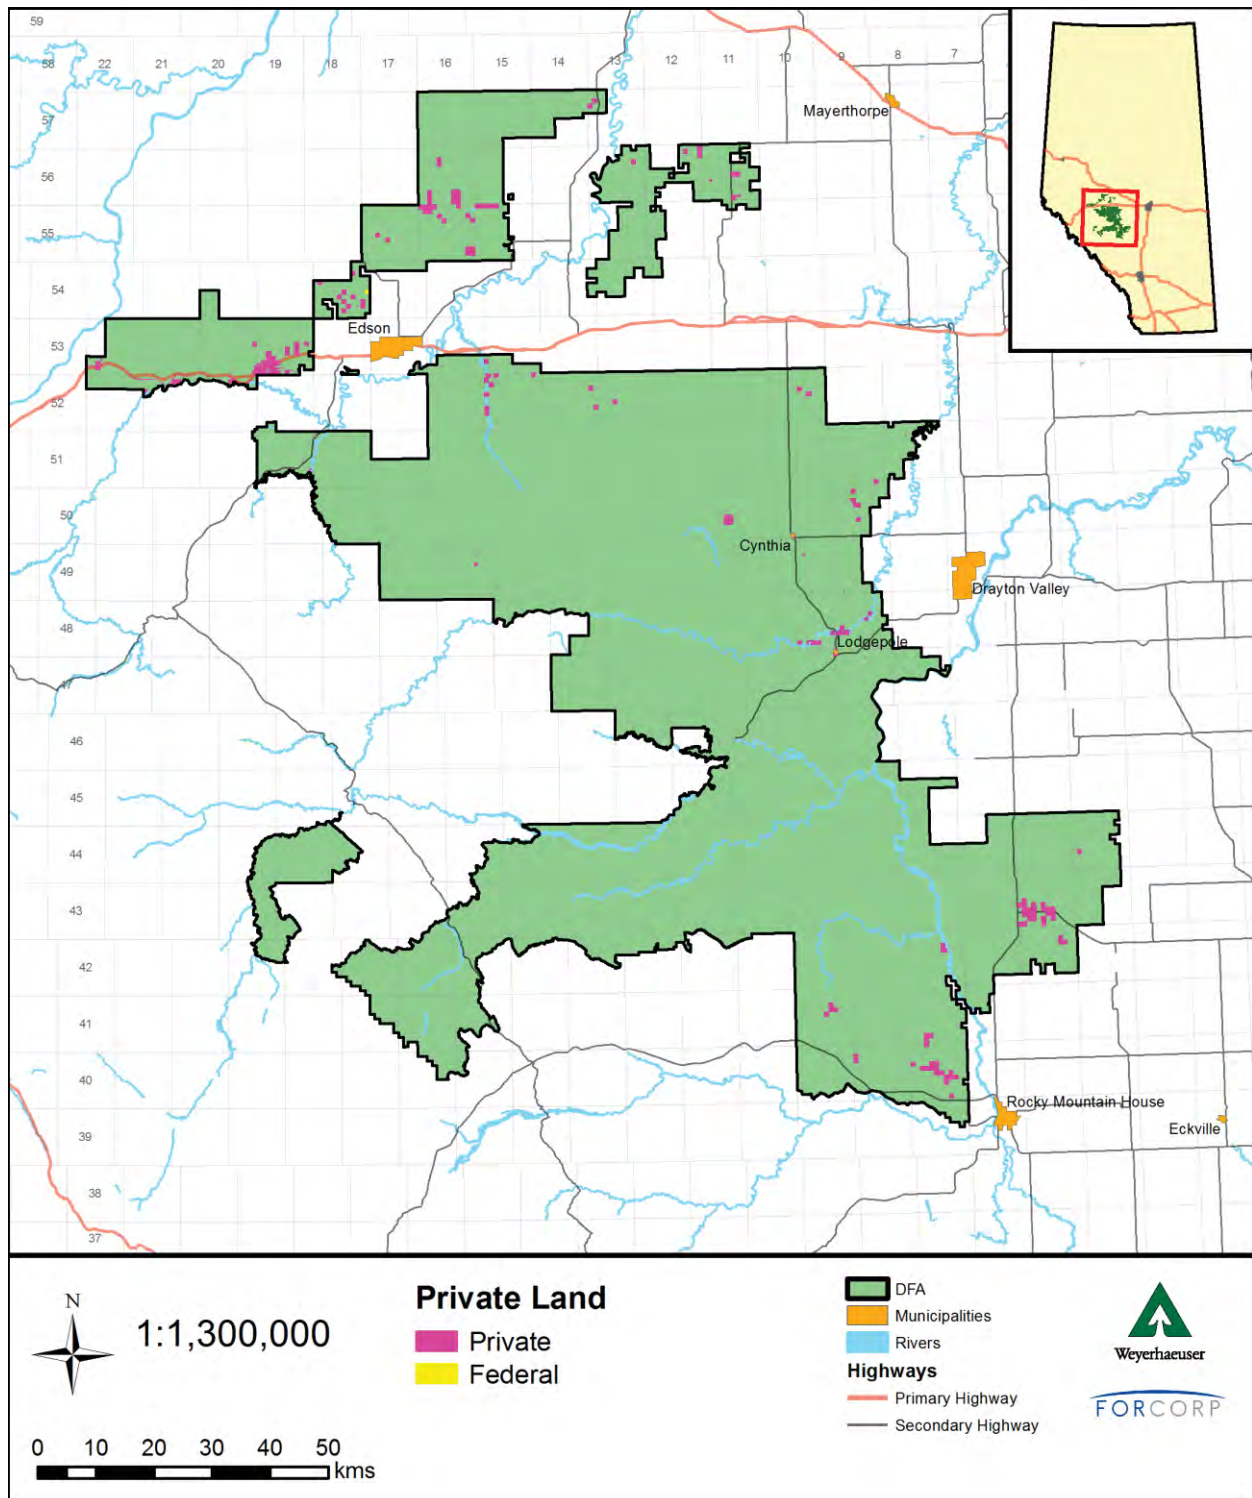 59
58
22
21
20
19
18
17
16
15
14
13
12
11
10
9
8
7
57
56
55
54
53
52
51
50
49
48
47
46
45
44
43
42
41
40
39
38
37
Mayerthorpe
Edson
Cynthia
Drayton Valley
Lodgepole
Rocky Mountain House
Eckville
N
1:1,300,000
0 10 20 30 40 50
kms
Private Land
Private
Federal
DFA
Municipalities
Rivers
Highways
Primary Highway
Secondary Highway
Weyerhaeuser
FORCORP